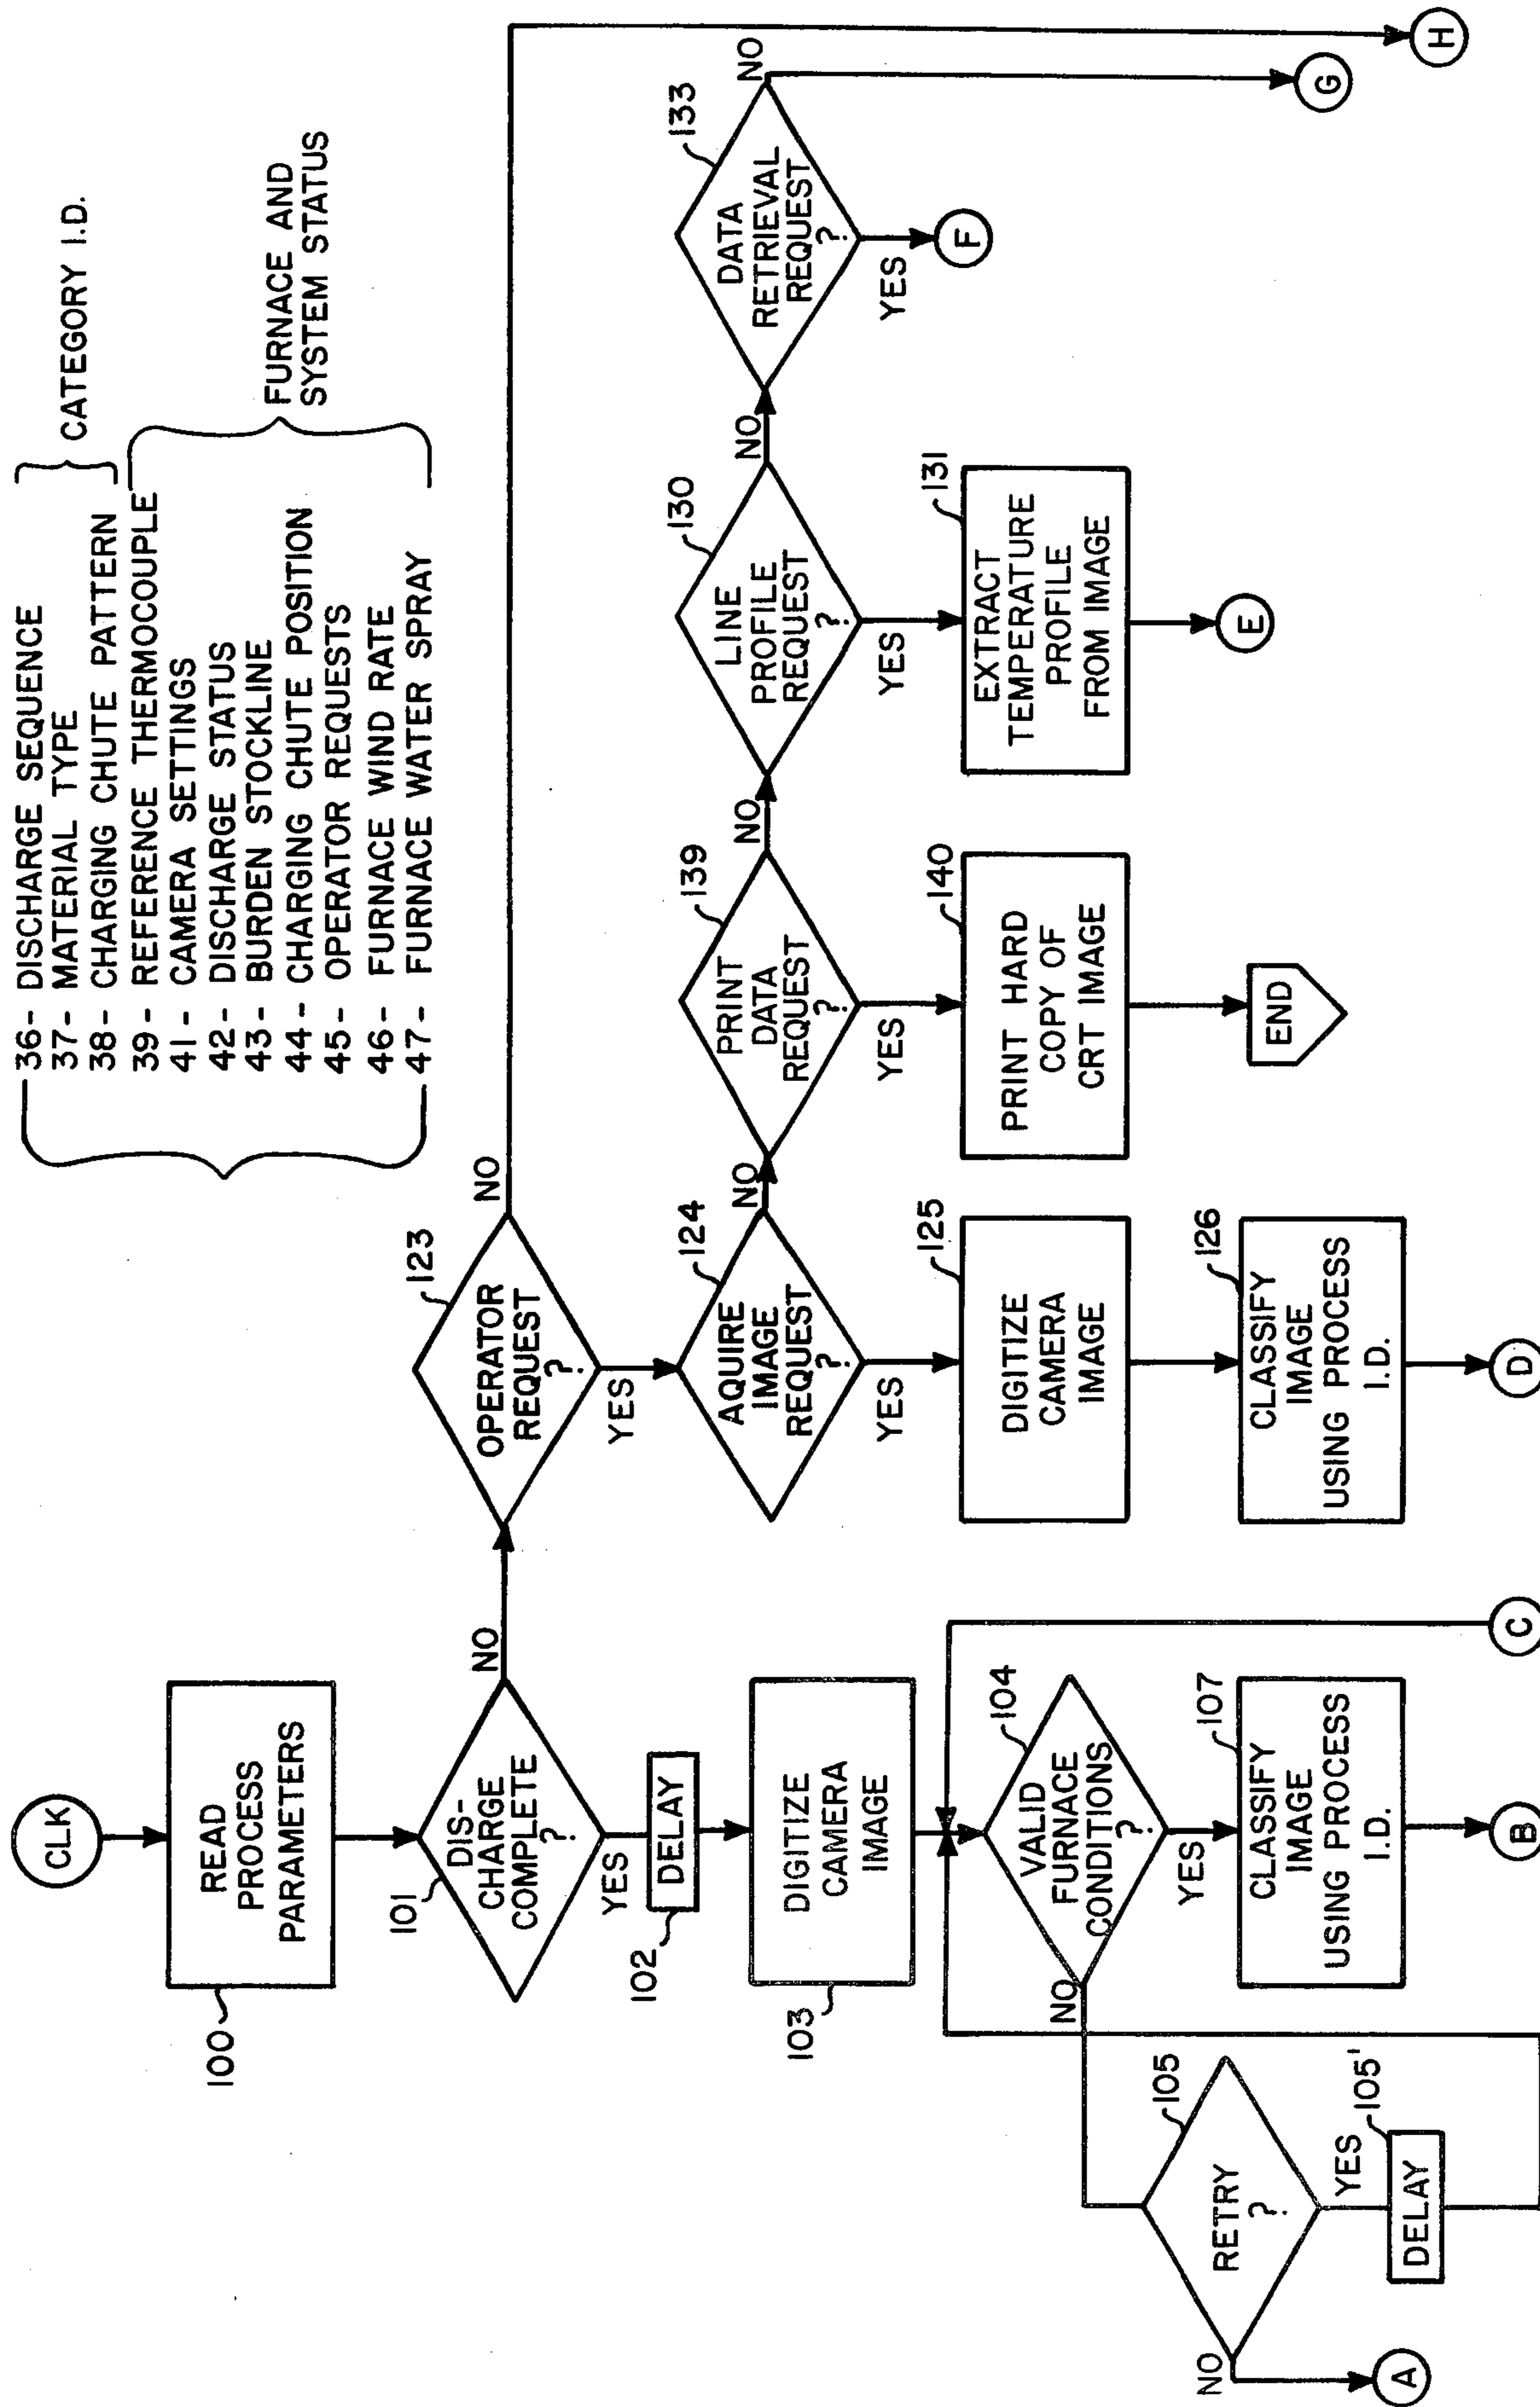 36- DISCHARGE SEQUENCE
37- MATERIAL TYPE
38- CHARGING CHUTE PATTERN
CATEGORY I.D.
39- REFERENCE THERMOCOUPLE
41- CAMERA SETTINGS
42- DISCHARGE STATUS
43- BURDEN STOCKLINE
44- CHARGING CHUTE POSITION
45- OPERATOR REQUESTS
46- FURNACE WIND RATE
47- FURNACE WATER SPRAY
FURNACE AND
SYSTEM STATUS
CLK
READ
PROCESS
PARAMETERS
100
DIS-
CHARGE
COMPLETE
?
101
NO
YES
DELAY
102
DIGITIZE
CAMERA
IMAGE
103
VALID
FURNACE
CONDITIONS
?
104
NO
YES
CLASSIFY
IMAGE
USING PROCESS
I.D.
107
B
C
RETRY
?
105
NO
A
YES
DELAY
105'
OPERATOR
REQUEST
?
123
NO
H
YES
AQUIRE
IMAGE
REQUEST
?
124
NO
YES
DIGITIZE
CAMERA
IMAGE
125
CLASSIFY
IMAGE
USING PROCESS
I.D.
126
D
PRINT
DATA
REQUEST
?
139
NO
YES
PRINT HARD
COPY OF
CRT IMAGE
140
END
LINE
PROFILE
REQUEST
?
130
NO
YES
EXTRACT
TEMPERATURE
PROFILE
FROM IMAGE
131
E
DATA
RETRIEVAL
REQUEST
?
133
NO
G
YES
F